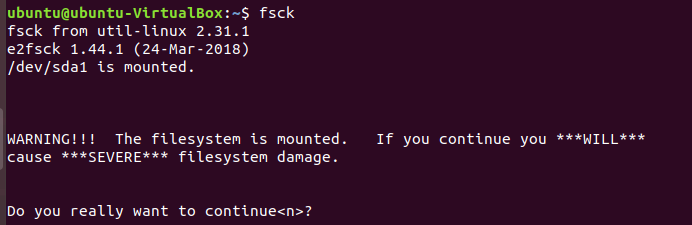 ubuntu@ubuntu-VirtualBox:~$ fsck
fsck from util-linux 2.31.1
e2fsck 1.44.1 (24-Mar-2018)
/dev/sda1 is mounted.
WARNING!!!  The filesystem is mounted.   If you continue you ***WILL***
cause ***SEVERE*** filesystem damage.
Do you really want to continue<n>?